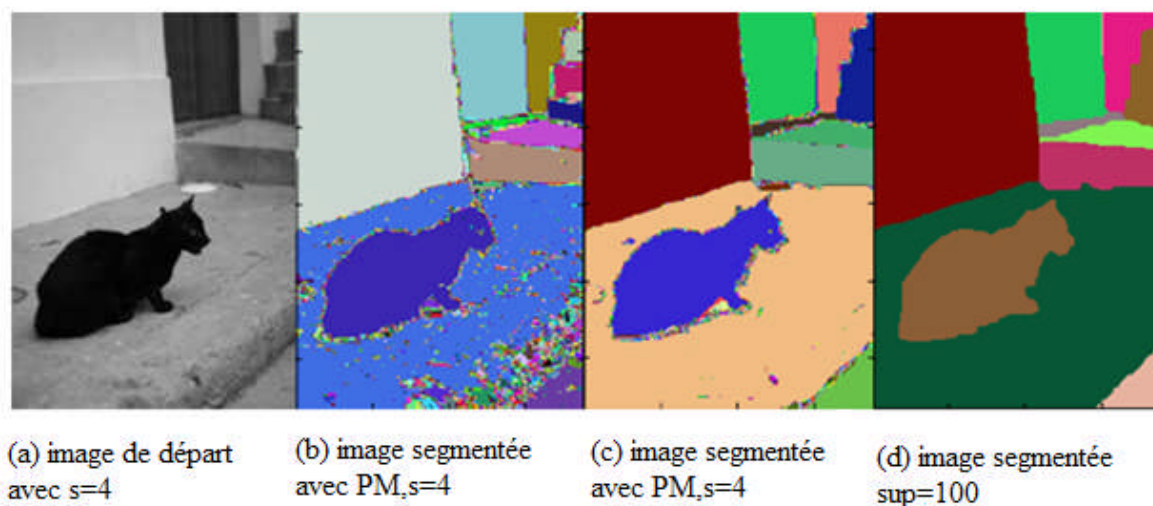 (a) image de départ
avec s=4
(b) image segmentée
avec PM,s=4
(c) image segmentée
avec PM,s=4
(d) image segmentée
sup=100